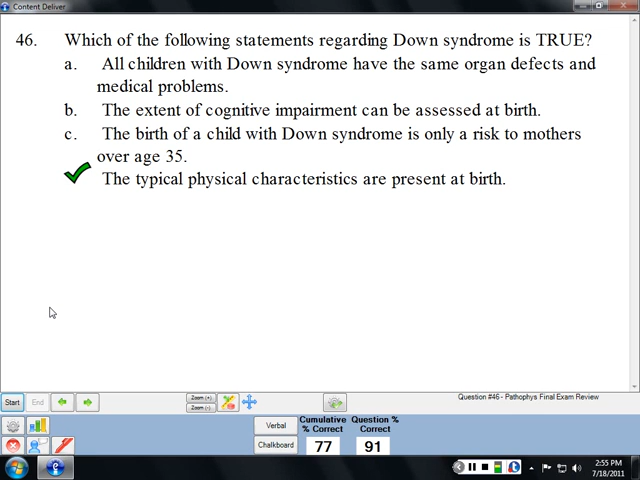 Content Deliver
46. Which of the following statements regarding Down syndrome is TRUE?
a. All children with Down syndrome have the same organ defects and
medical problems.
b. The extent of cognitive impairment can be assessed at birth.
c. The birth of a child with Down syndrome is only a risk to mothers
over age 35.
The typical physical characteristics are present at birth.
Start
End
Zoom (+)
Zoom (-)
Question #46 - Pathophys Final Exam Review
Verbal
Chalkboard
Cumulative
% Correct
77
Question %
Correct
91
2:55 PM
7/18/2011